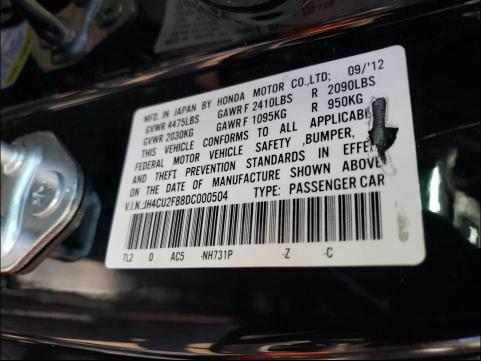 MFD. IN JAPAN BY HONDA MOTOR CO.,LTD; 09/'12
GVWR 4475LBS GAWR F 2410LBS R 2090LBS
GVWR 2030KG GAWR F 1095KG R 950KG
THIS VEHICLE CONFORMS TO ALL APPLICABLE
FEDERAL MOTOR VEHICLE SAFETY ,BUMPER,
AND THEFT PREVENTION STANDARDS IN EFFECT
ON THE DATE OF MANUFACTURE SHOWN ABOVE.
V.I.N:JH4CU2F88DC000504 TYPE: PASSENGER CAR
TL2 D AC5 -NH731P -Z -C